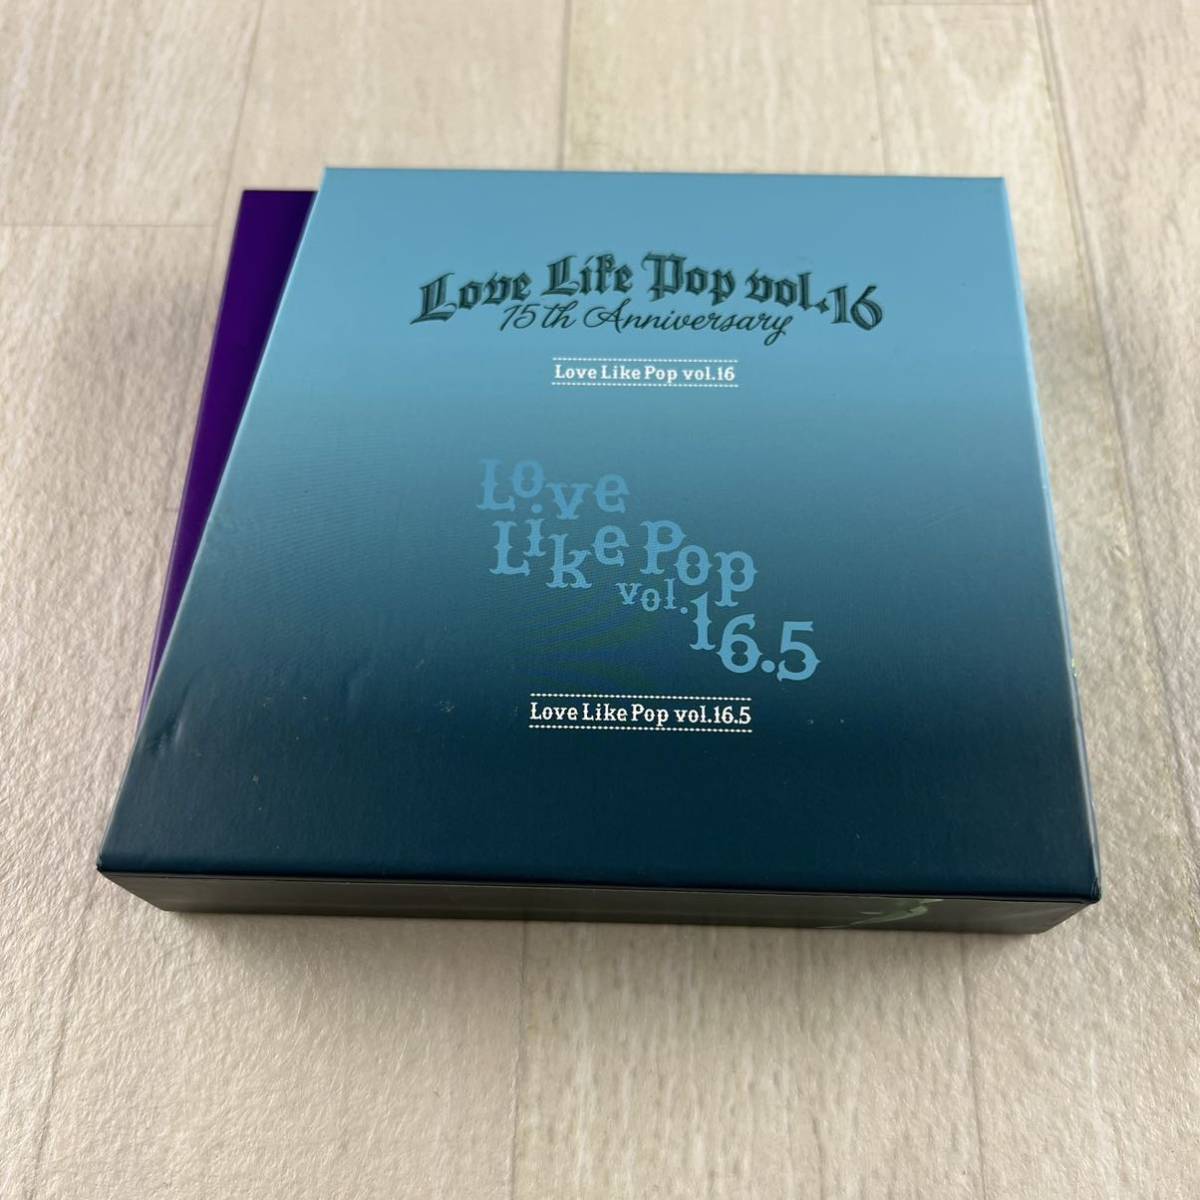 Love Like Pop vol.16
15th Anniversary
Love Like Pop vol.16
Love
Like Pop
vol.16.5
Love Like Pop vol.16.5